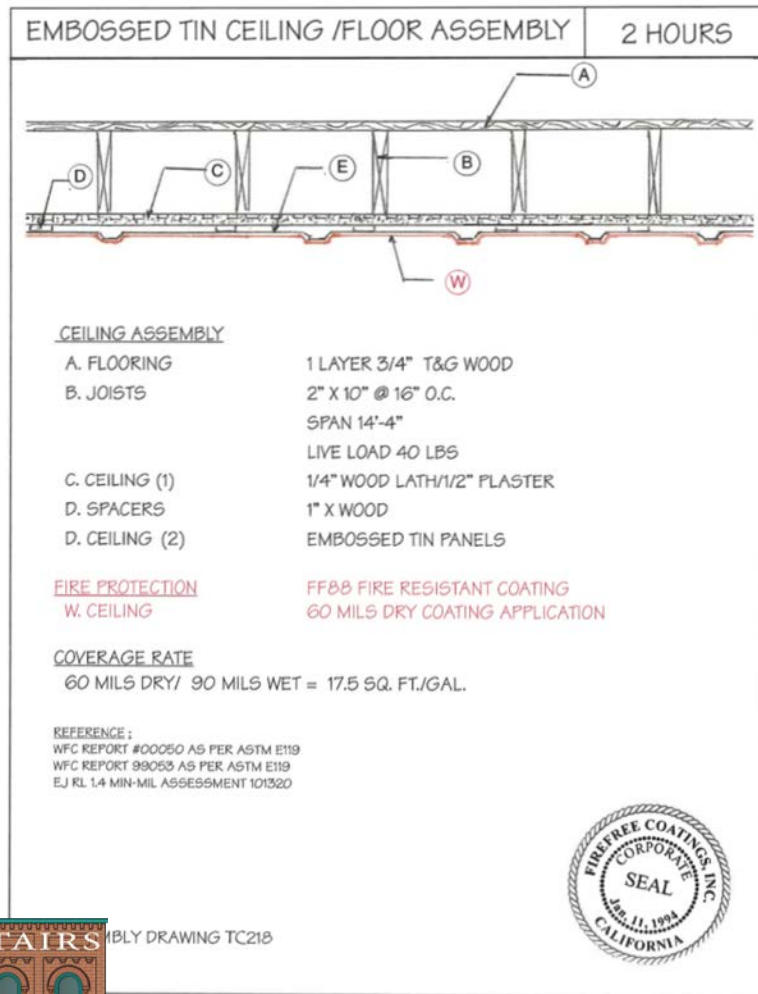 EMBOSSED TIN CEILING /FLOOR ASSEMBLY
2 HOURS
A
D
C
E
B
W
CEILING ASSEMBLY
A. FLOORING 1 LAYER 3/4" T&G WOOD
B. JOISTS 2" X 10" @ 16" O.C.
SPAN 14'-4"
LIVE LOAD 40 LBS
C. CEILING (1) 1/4" WOOD LATH/1/2" PLASTER
D. SPACERS 1" X WOOD
D. CEILING (2) EMBOSSED TIN PANELS
FIRE PROTECTION FF88 FIRE RESISTANT COATING
W. CEILING 60 MILS DRY COATING APPLICATION
COVERAGE RATE
60 MILS DRY/ 90 MILS WET = 17.5 SQ. FT./GAL.
REFERENCE :
WFC REPORT #00050 AS PER ASTM E119
WFC REPORT 99053 AS PER ASTM E119
EJ RL 1.4 MIN-MIL ASSESSMENT 101320
FIREFREE COATINGS, INC.
CORPORATE
SEAL
Jan. 11, 1994
CALIFORNIA
TAIRS
MBLY DRAWING TC218